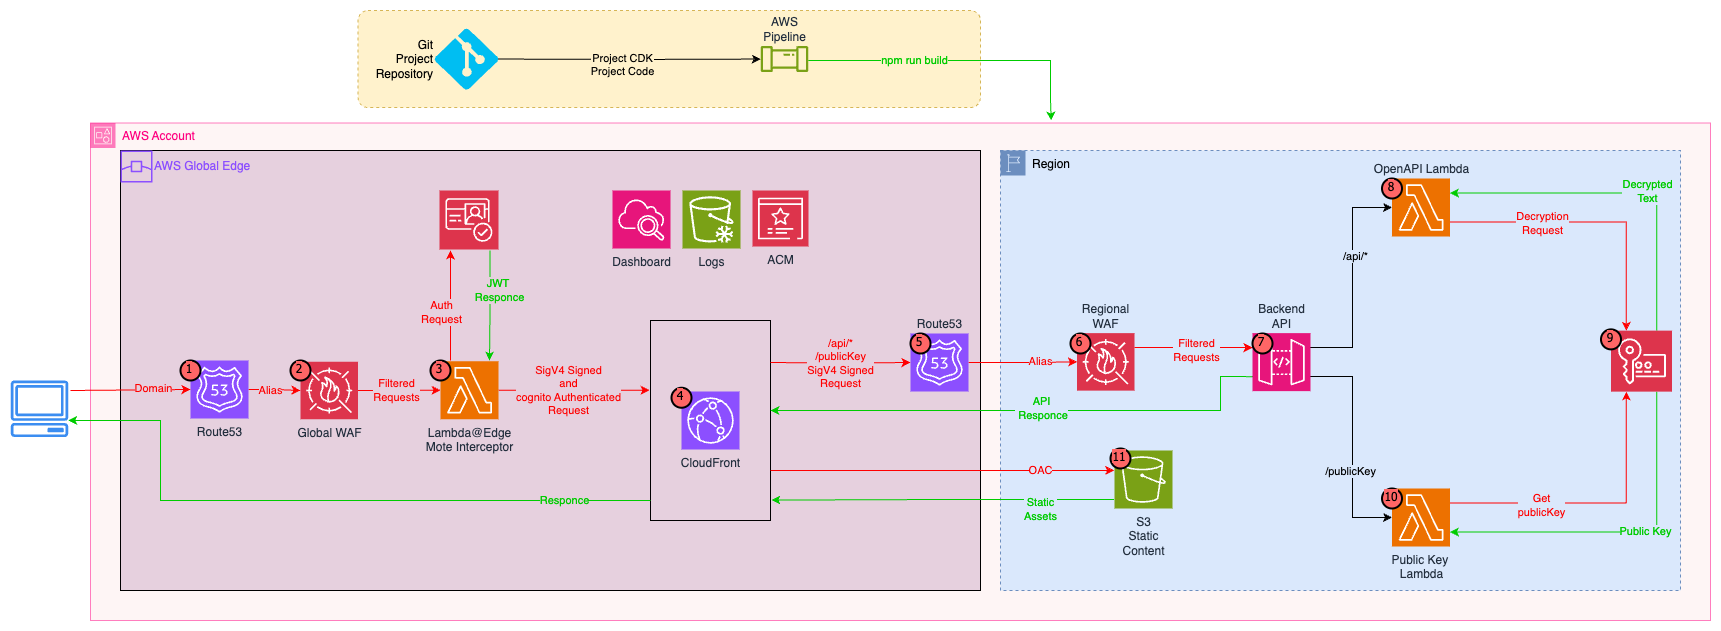 AWS
Pipeline
Git
Project
Repository
Project CDK
Project Code
npm run build
AWS Account
AWS Global Edge
Region
OpenAPI Lambda
8
Decrypted
Text
Decryption
Request
/api/*
Dashboard
Logs
ACM
JWT
Responce
Auth
Request
Route53
5
53
Regional
WAF
6
Backend
API
7
9
1
53
2
3
Domain
Alias
Filtered
Requests
SigV4 Signed
and
cognito Authenticated
Request
/api/*
/publicKey
SigV4 Signed
Request
Alias
Filtered
Requests
4
API
Responce
Route53
Global WAF
Lambda@Edge
Mote Interceptor
CloudFront
11
OAC
/publicKey
Responce
Static
Assets
10
Get
publicKey
S3
Static
Content
Public Key
Public Key
Lambda